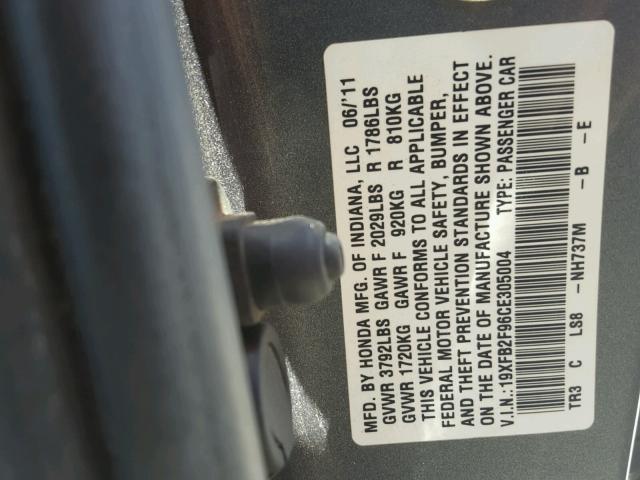 MFD. BY HONDA MFG. OF INDIANA, LLC 06/'11
GVWR 3792LBS GAWR F 2029LBS R 1786LBS
GVWR 1720KG GAWR F 920KG R 810KG
THIS VEHICLE CONFORMS TO ALL APPLICABLE
FEDERAL MOTOR VEHICLE SAFETY, BUMPER,
AND THEFT PREVENTION STANDARDS IN EFFECT
ON THE DATE OF MANUFACTURE SHOWN ABOVE.
V.I.N.:19XFB2F96CE305004 TYPE: PASSENGER CAR
TR3 C LS8 -NH737M -B -E